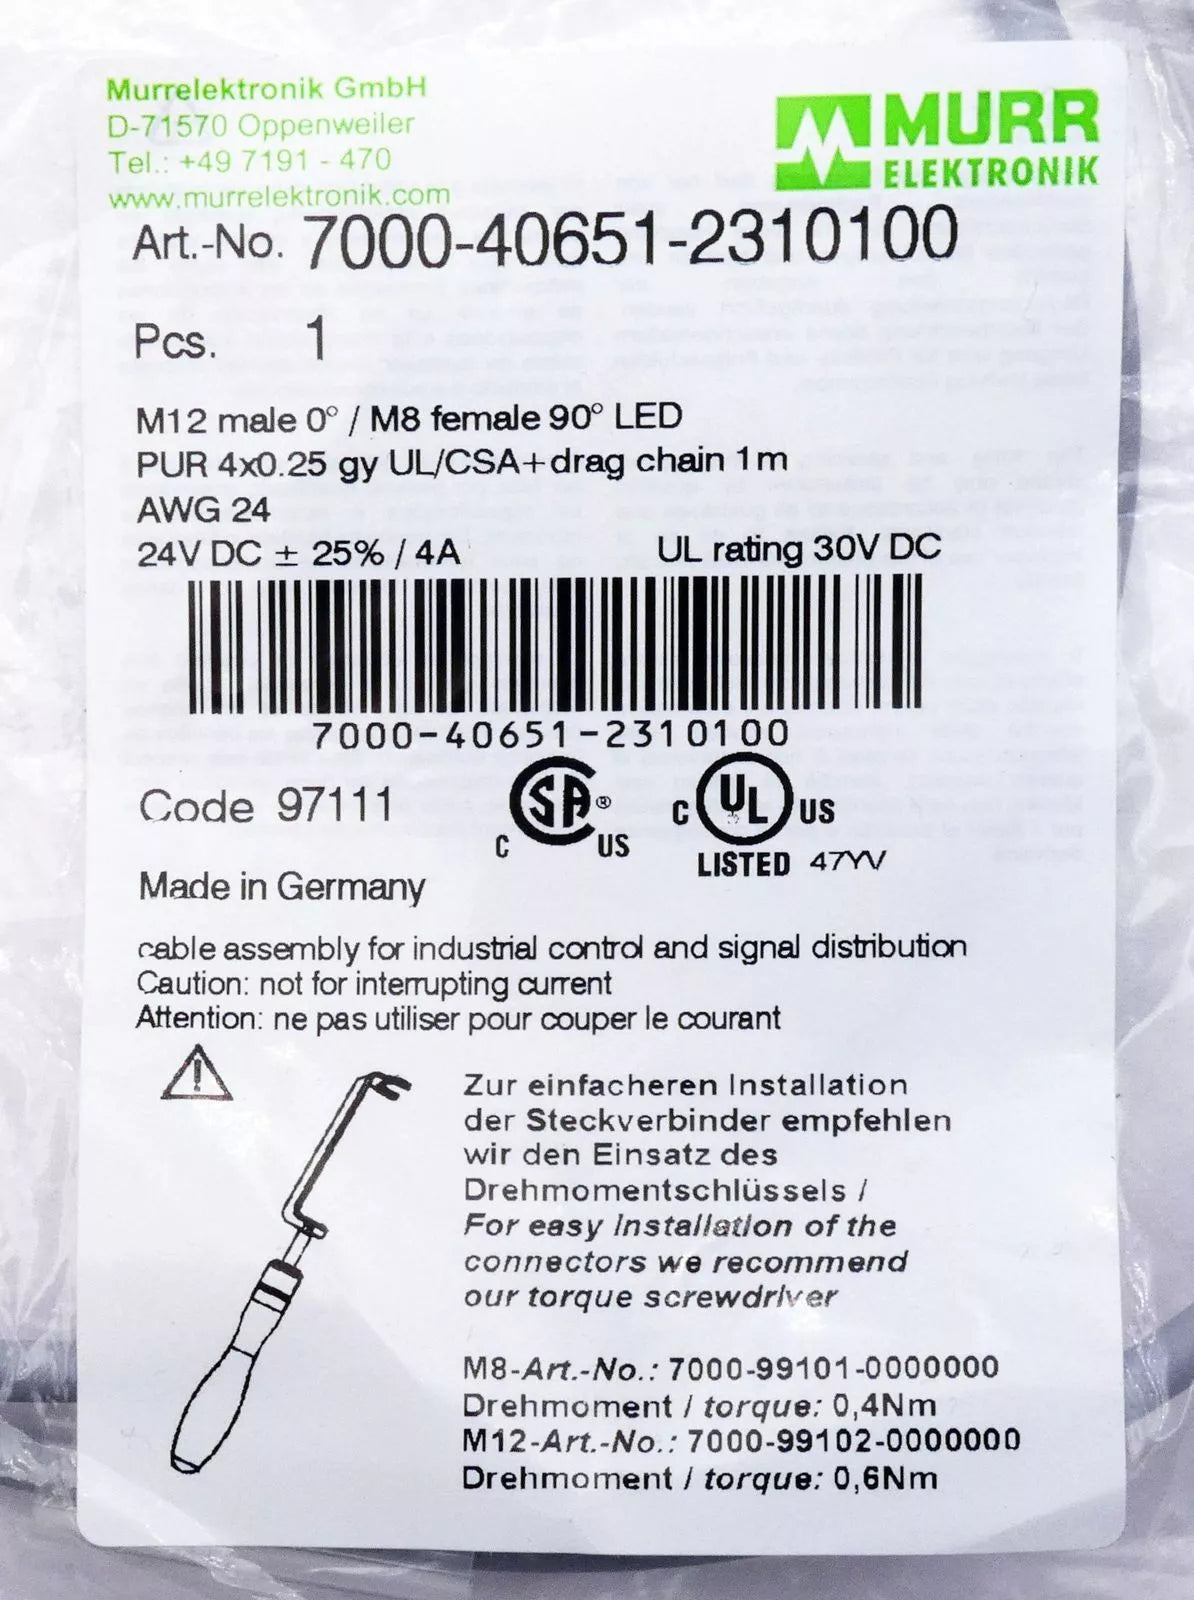 Murrelektronik GmbH
D-71570 Oppenweiler
Tel.: +49 7191 - 470
www.murrelektronik.com
MURR
ELEKTRONIK
Art.-No. 7000-40651-2310100
Pcs. 1
M12 male 0° / M8 female 90° LED
PUR 4x0.25 gy UL/CSA+drag chain 1m
AWG 24
24V DC ± 25% / 4A UL rating 30V DC
7000-40651-2310100
Code 97111
C SA ® US
C UL US
LISTED 47YV
Made in Germany
cable assembly for industrial control and signal distribution
Caution: not for interrupting current
Attention: ne pas utiliser pour couper le courant
Zur einfacheren Installation
der Steckverbinder empfehlen
wir den Einsatz des
Drehmomentschlüssels /
For easy Installation of the
connectors we recommend
our torque screwdriver
M8-Art.-No.: 7000-99101-0000000
Drehmoment / torque: 0,4Nm
M12-Art.-No.: 7000-99102-0000000
Drehmoment / torque: 0,6Nm